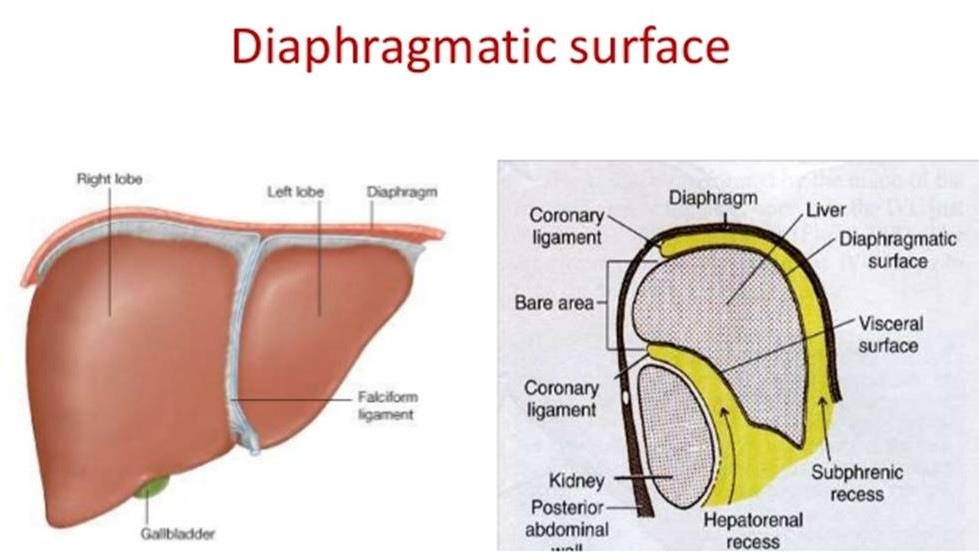 Diaphragmatic surface
Right lobe
Left lobe
Diaphragm
Falciform
ligament
Gallbladder
Diaphragm
Coronary
ligament
Liver
Diaphragmatic
surface
Bare area
Visceral
surface
Coronary
ligament
Kidney
Subphrenic
recess
Posterior
abdominal
wall
Hepatorenal
recess